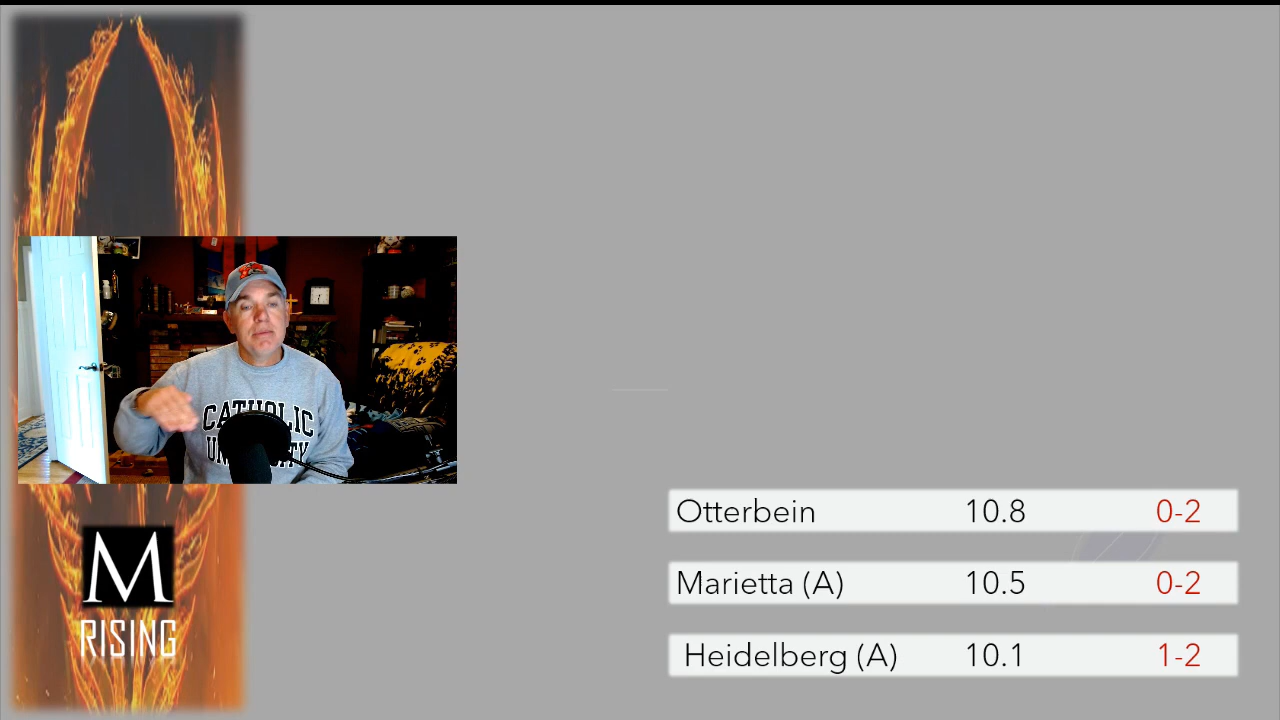 CATHOLIC
UNIVERSITY
M
RISING
Otterbein 10.8 0-2
Marietta (A) 10.5 0-2
Heidelberg (A) 10.1 1-2